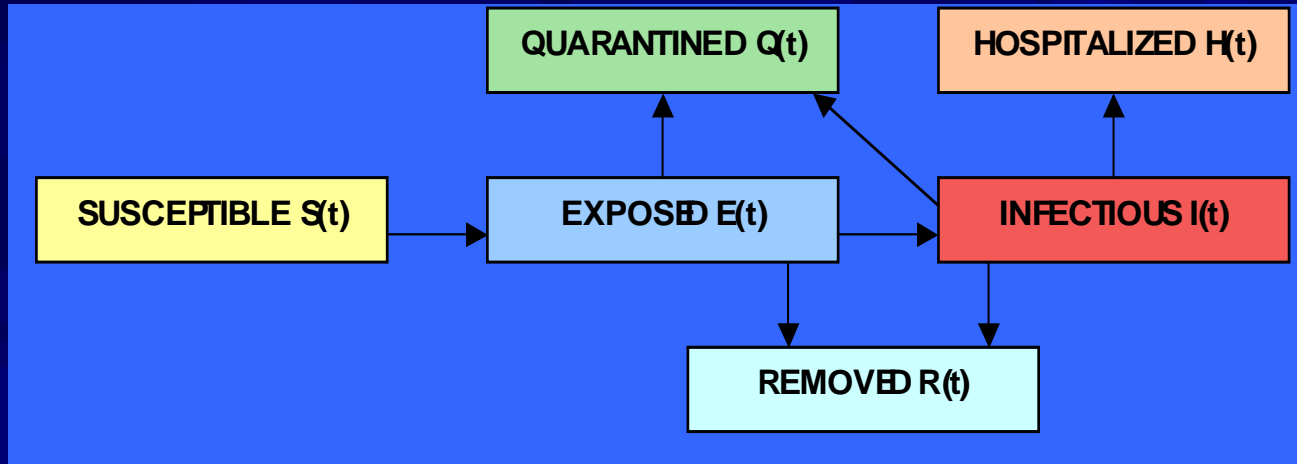 QUARANTINED Q(t)
HOSPITALIZED H(t)
SUSCEPTIBLE S(t)
EXPOSED E(t)
INFECTIOUS I(t)
REMOVED R(t)